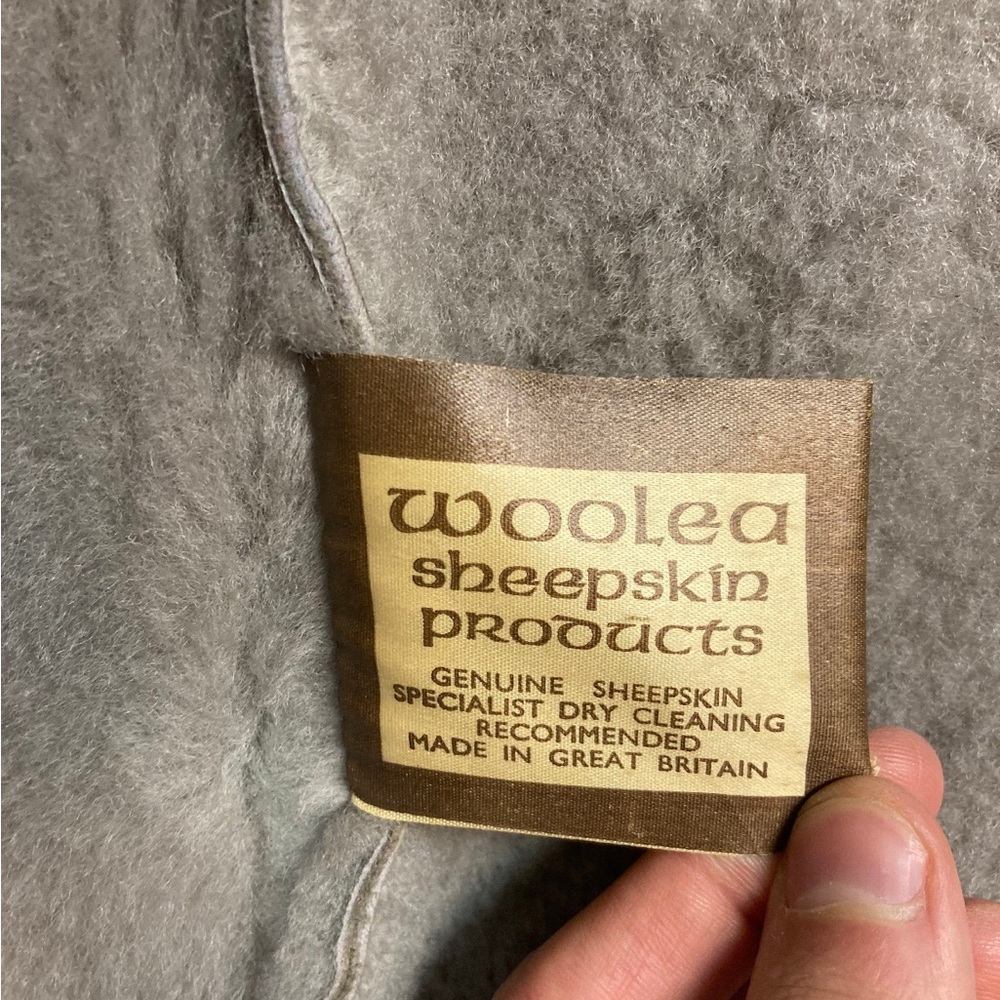 woolea
sheepskin
products
GENUINE SHEEPSKIN
SPECIALIST DRY CLEANING
RECOMMENDED
MADE IN GREAT BRITAIN